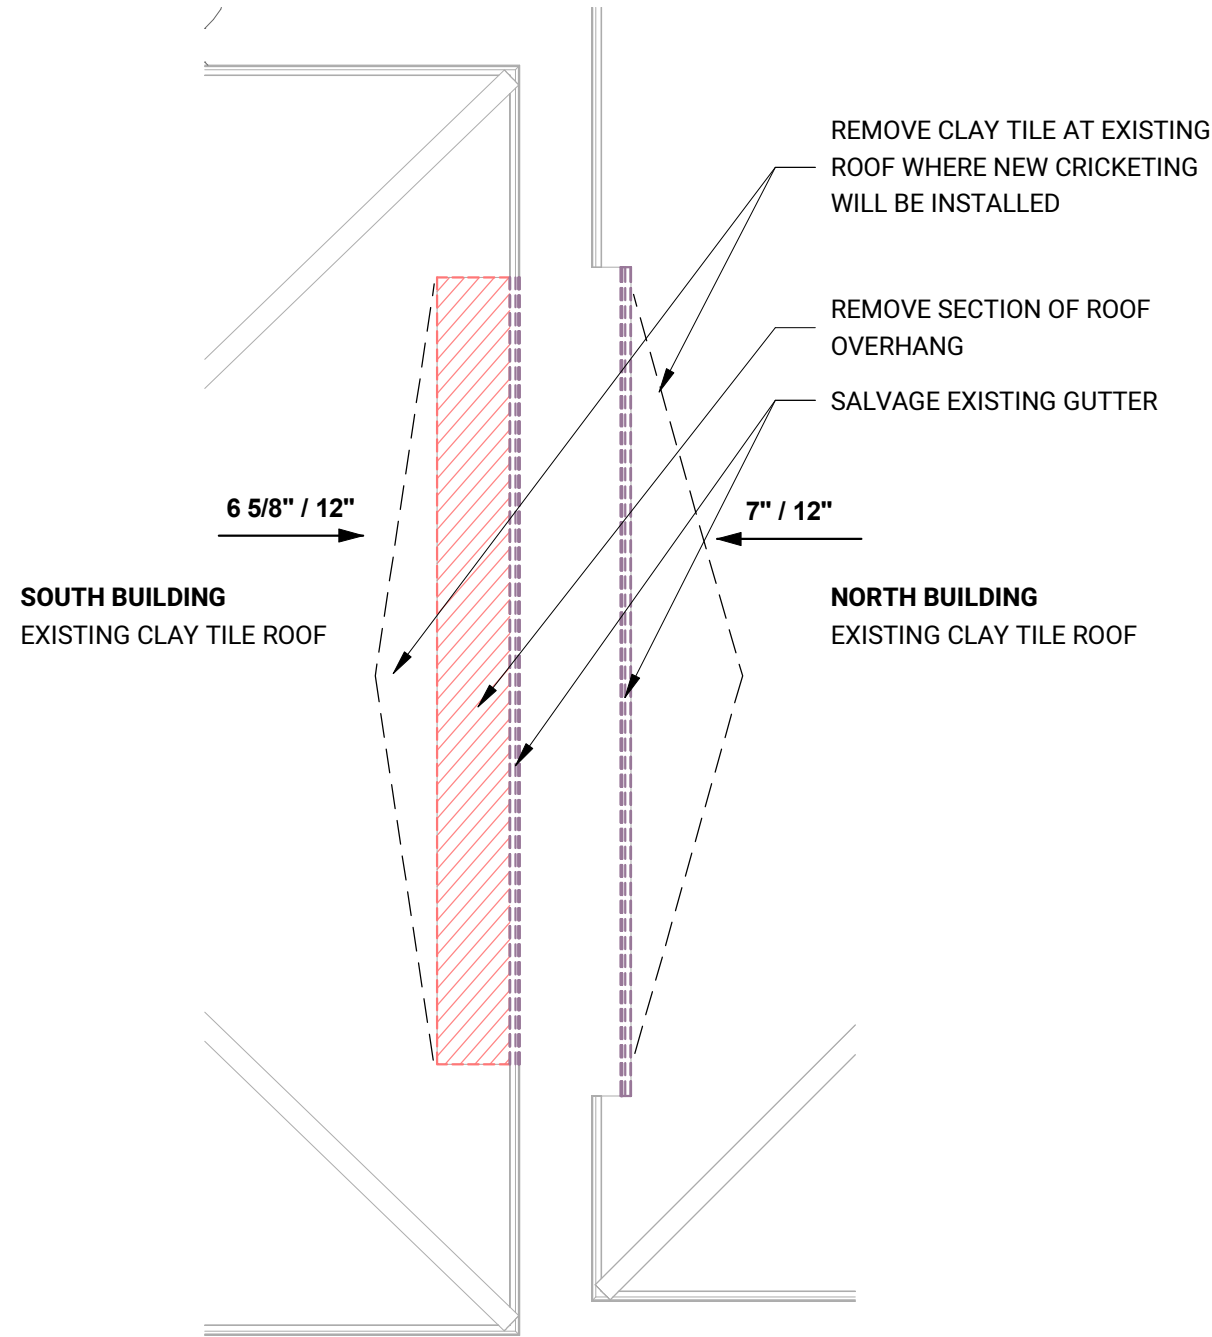 REMOVE CLAY TILE AT EXISTING
ROOF WHERE NEW CRICKETING
WILL BE INSTALLED
REMOVE SECTION OF ROOF
OVERHANG
SALVAGE EXISTING GUTTER
6 5/8" / 12"
7" / 12"
SOUTH BUILDING
EXISTING CLAY TILE ROOF
NORTH BUILDING
EXISTING CLAY TILE ROOF